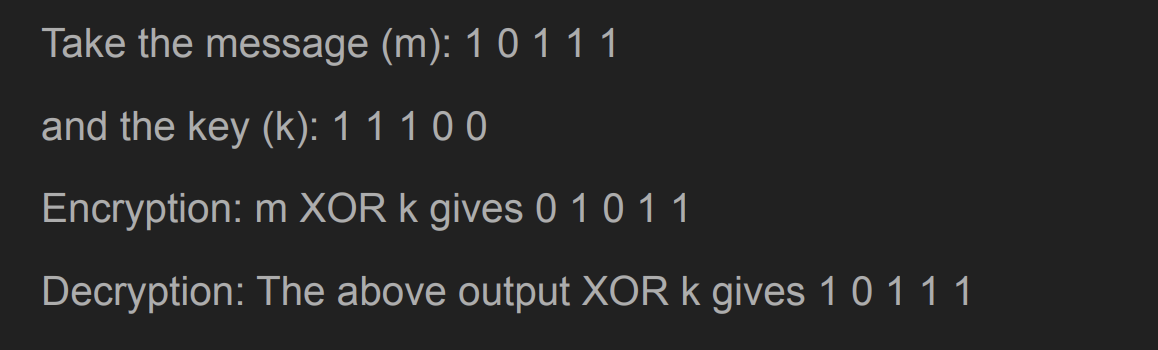 Take the message (m): 1 0 1 1 1
and the key (k): 1 1 1 0 0
Encryption: m XOR k gives 0 1 0 1 1
Decryption: The above output XOR k gives 1 0 1 1 1